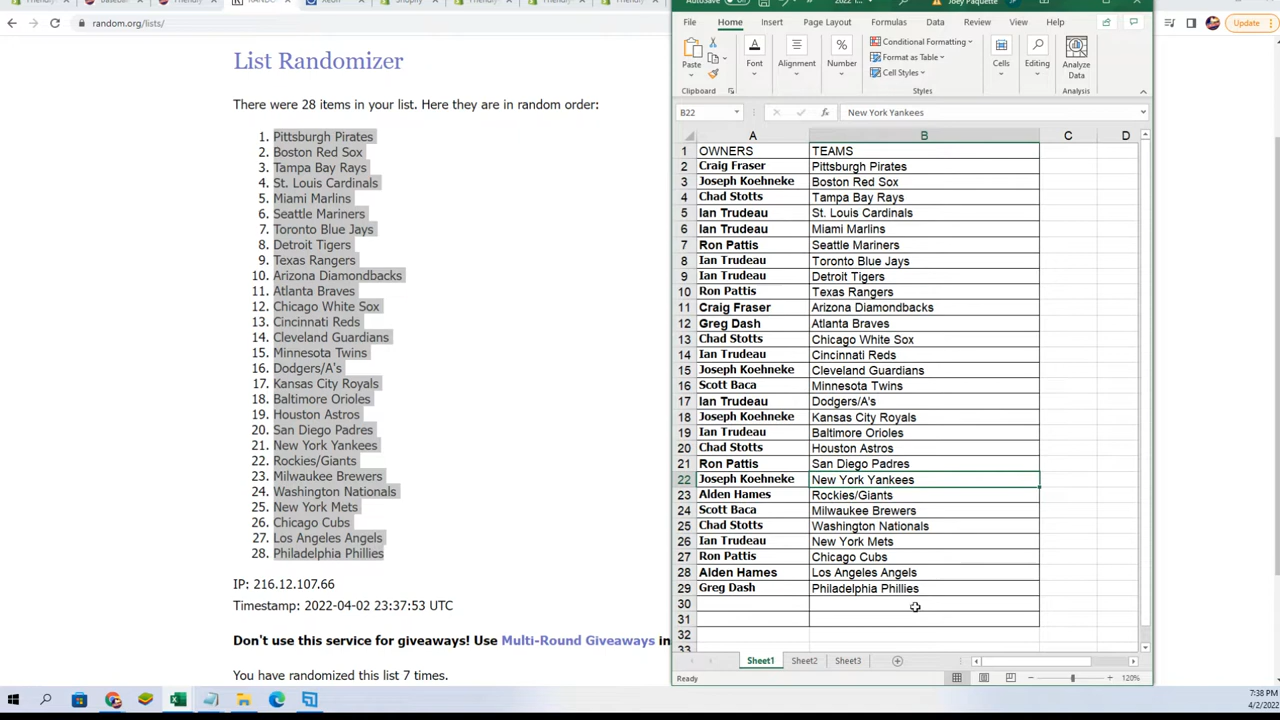 Shopify
random.org/lists/
Update
List Randomizer
There were 28 items in your list. Here they are in random order:
1. Pittsburgh Pirates
2. Boston Red Sox
3. Tampa Bay Rays
4. St. Louis Cardinals
5. Miami Marlins
6. Seattle Mariners
7. Toronto Blue Jays
8. Detroit Tigers
9. Texas Rangers
10. Arizona Diamondbacks
11. Atlanta Braves
12. Chicago White Sox
13. Cincinnati Reds
14. Cleveland Guardians
15. Minnesota Twins
16. Dodgers/A's
17. Kansas City Royals
18. Baltimore Orioles
19. Houston Astros
20. San Diego Padres
21. New York Yankees
22. Rockies/Giants
23. Milwaukee Brewers
24. Washington Nationals
25. New York Mets
26. Chicago Cubs
27. Los Angeles Angels
28. Philadelphia Phillies
IP: 216.12.107.66
Timestamp: 2022-04-02 23:37:53 UTC
Don't use this service for giveaways! Use Multi-Round Giveaways in
You have randomized this list 7 times.
Joey Paquette
File Home Insert Page Layout Formulas Data Review View Help
Paste
Clipboard
Font
Alignment
Number
Conditional Formatting
Format as Table
Cell Styles
Styles
Cells
Editing
Analyze
Data
Analysis
B22 fx New York Yankees
A B C D
1 OWNERS TEAMS
2 Craig Fraser Pittsburgh Pirates
3 Joseph Koehneke Boston Red Sox
4 Chad Stotts Tampa Bay Rays
5 Ian Trudeau St. Louis Cardinals
6 Ian Trudeau Miami Marlins
7 Ron Pattis Seattle Mariners
8 Ian Trudeau Toronto Blue Jays
9 Ian Trudeau Detroit Tigers
10 Ron Pattis Texas Rangers
11 Craig Fraser Arizona Diamondbacks
12 Greg Dash Atlanta Braves
13 Chad Stotts Chicago White Sox
14 Ian Trudeau Cincinnati Reds
15 Joseph Koehneke Cleveland Guardians
16 Scott Baca Minnesota Twins
17 Ian Trudeau Dodgers/A's
18 Joseph Koehneke Kansas City Royals
19 Ian Trudeau Baltimore Orioles
20 Chad Stotts Houston Astros
21 Ron Pattis San Diego Padres
22 Joseph Koehneke New York Yankees
23 Alden Hames Rockies/Giants
24 Scott Baca Milwaukee Brewers
25 Chad Stotts Washington Nationals
26 Ian Trudeau New York Mets
27 Ron Pattis Chicago Cubs
28 Alden Hames Los Angeles Angels
29 Greg Dash Philadelphia Phillies
30
31
32
33
Sheet1 Sheet2 Sheet3
Ready
120%
7:38 PM
4/2/2022